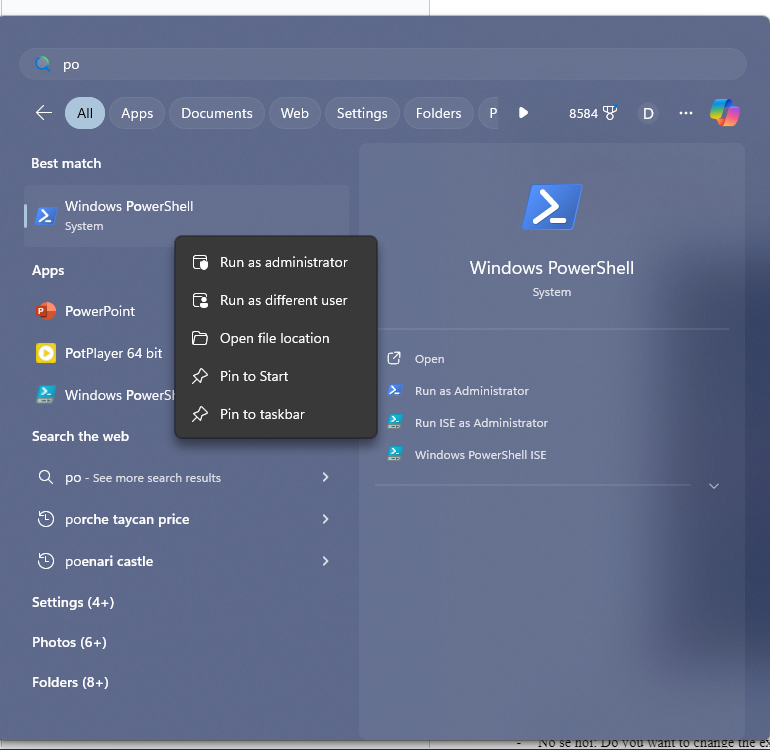 po
All
Apps
Documents
Web
Settings
Folders
P
8584
D
Best match
Windows PowerShell
System
Apps
PowerPoint
PotPlayer 64 bit
Windows PowerSh
Search the web
po - See more search results
porche taycan price
poenari castle
Settings (4+)
Photos (6+)
Folders (8+)
Run as administrator
Run as different user
Open file location
Pin to Start
Pin to taskbar
Windows PowerShell
System
Open
Run as Administrator
Run ISE as Administrator
Windows PowerShell ISE
- No se hoi: Do you want to change the ex